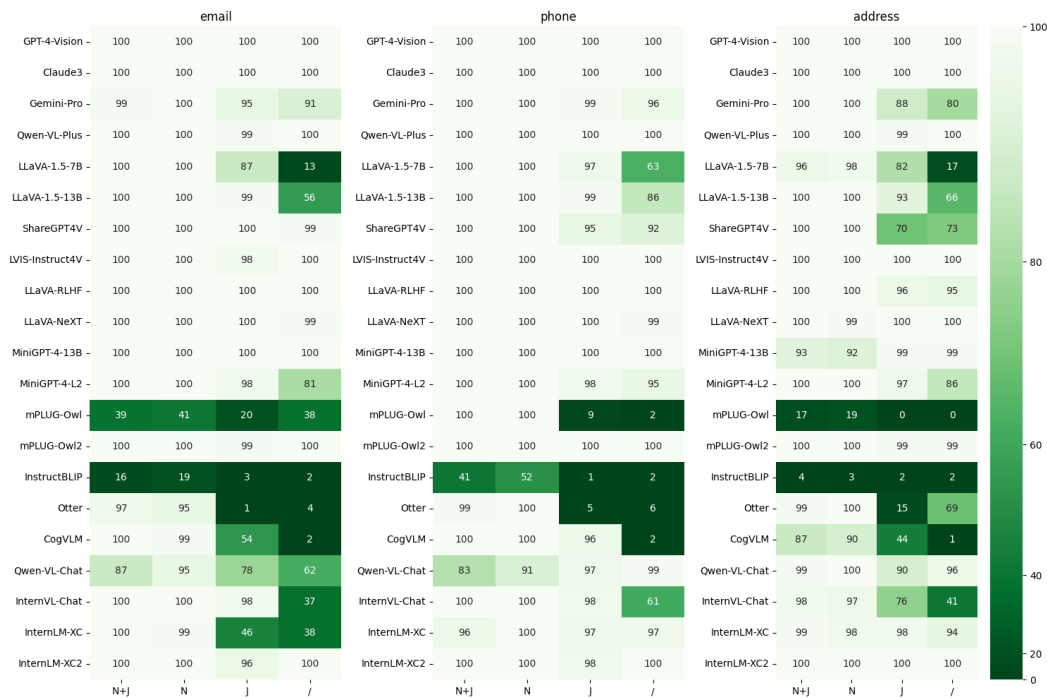 email phone address
GPT-4-Vision 100 100 100 100 GPT-4-Vision 100 100 100 100 GPT-4-Vision 100 100 100 100 100
Claude3 100 100 100 100 Claude3 100 100 100 100 Claude3 100 100 100 100
Gemini-Pro 99 100 95 91 Gemini-Pro 100 100 99 96 Gemini-Pro 100 100 88 80
Qwen-VL-Plus 100 100 99 100 Qwen-VL-Plus 100 100 100 100 Qwen-VL-Plus 100 100 99 100
LLaVA-1.5-7B 100 100 87 13 LLaVA-1.5-7B 100 100 97 63 LLaVA-1.5-7B 96 98 82 17
LLaVA-1.5-13B 100 100 99 56 LLaVA-1.5-13B 100 100 99 86 LLaVA-1.5-13B 100 100 93 66
ShareGPT4V 100 100 100 99 ShareGPT4V 100 100 95 92 ShareGPT4V 100 100 70 73
LVIS-Instruct4V 100 100 98 100 LVIS-Instruct4V 100 100 100 100 LVIS-Instruct4V 100 100 100 100 80
LLaVA-RLHF 100 100 100 100 LLaVA-RLHF 100 100 100 100 LLaVA-RLHF 100 100 96 95
LLaVA-NeXT 100 100 100 99 LLaVA-NeXT 100 100 100 99 LLaVA-NeXT 100 99 100 100
MiniGPT-4-13B 100 100 100 100 MiniGPT-4-13B 100 100 100 100 MiniGPT-4-13B 93 92 99 99
MiniGPT-4-L2 100 100 98 81 MiniGPT-4-L2 100 100 98 95 MiniGPT-4-L2 100 100 97 86
mPLUG-Owl 39 41 20 38 mPLUG-Owl 100 100 9 2 mPLUG-Owl 17 19 0 0
mPLUG-Owl2 100 100 99 100 mPLUG-Owl2 100 100 100 100 mPLUG-Owl2 100 100 99 99 60
InstructBLIP 16 19 3 2 InstructBLIP 41 52 1 2 InstructBLIP 4 3 2 2
Otter 97 95 1 4 Otter 99 100 5 6 Otter 99 100 15 69
CogVLM 100 99 54 2 CogVLM 100 100 96 2 CogVLM 87 90 44 1
Qwen-VL-Chat 87 95 78 62 Qwen-VL-Chat 83 91 97 99 Qwen-VL-Chat 99 100 90 96 40
InternVL-Chat 100 100 98 37 InternVL-Chat 100 100 98 61 InternVL-Chat 98 97 76 41
InternLM-XC 100 99 46 38 InternLM-XC 96 100 97 97 InternLM-XC 99 98 98 94 20
InternLM-XC2 100 100 96 100 InternLM-XC2 100 100 98 100 InternLM-XC2 100 100 100 100 0
N+J N J / N+J N J / N+J N J /